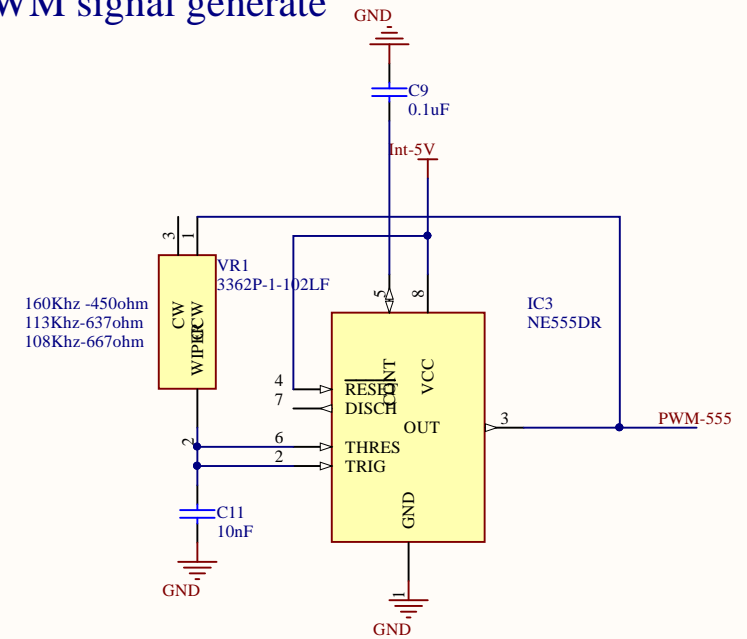 WM signal generate
GND
C9
0.1uF
Int-5V
3
1
VR1
3362P-1-102LF
160Khz -450ohm
113Khz-637ohm
108Khz-667ohm
CW
CCW
WIPER
2
5
8
IC3
NE555DR
CONT
VCC
4
RESET
7
DISCH
OUT
3
PWM-555
6
THRES
2
TRIG
GND
C11
10nF
GND
1
GND